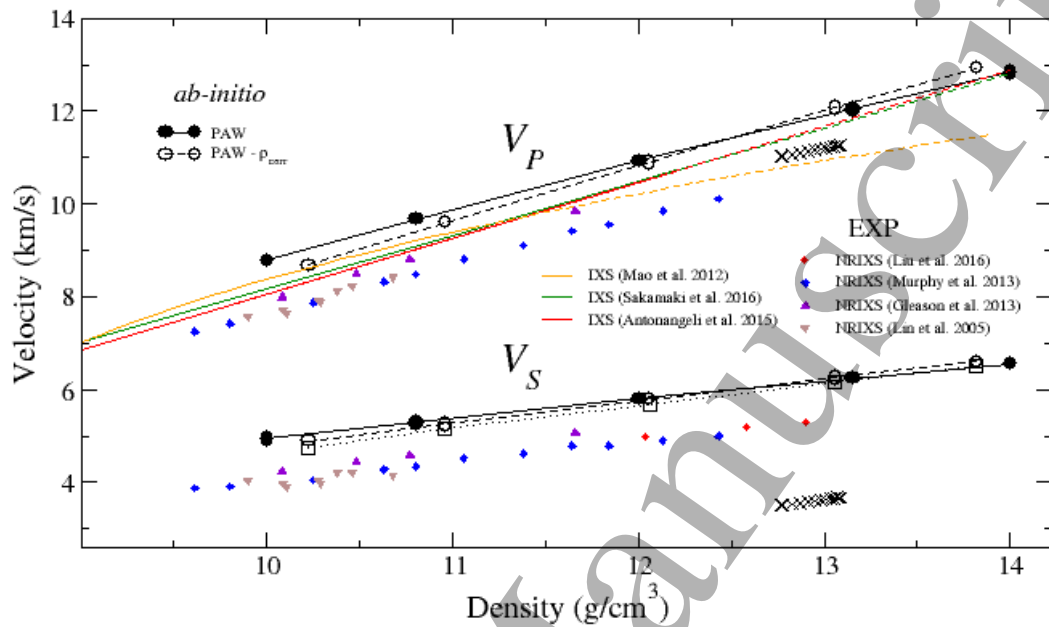 14
12
10
8
6
4
Velocity (km/s)
ab-initio
PAW
PAW - ρcorr
V_P
V_S
IXS (Mao et al. 2012)
IXS (Sakamaki et al. 2016)
IXS (Antonangeli et al. 2015)
EXP
NRIXS (Liu et al. 2016)
NRIXS (Murphy et al. 2013)
NRIXS (Gleason et al. 2013)
NRIXS (Lin et al. 2005)
10 11 12 13 14
Density (g/cm³)